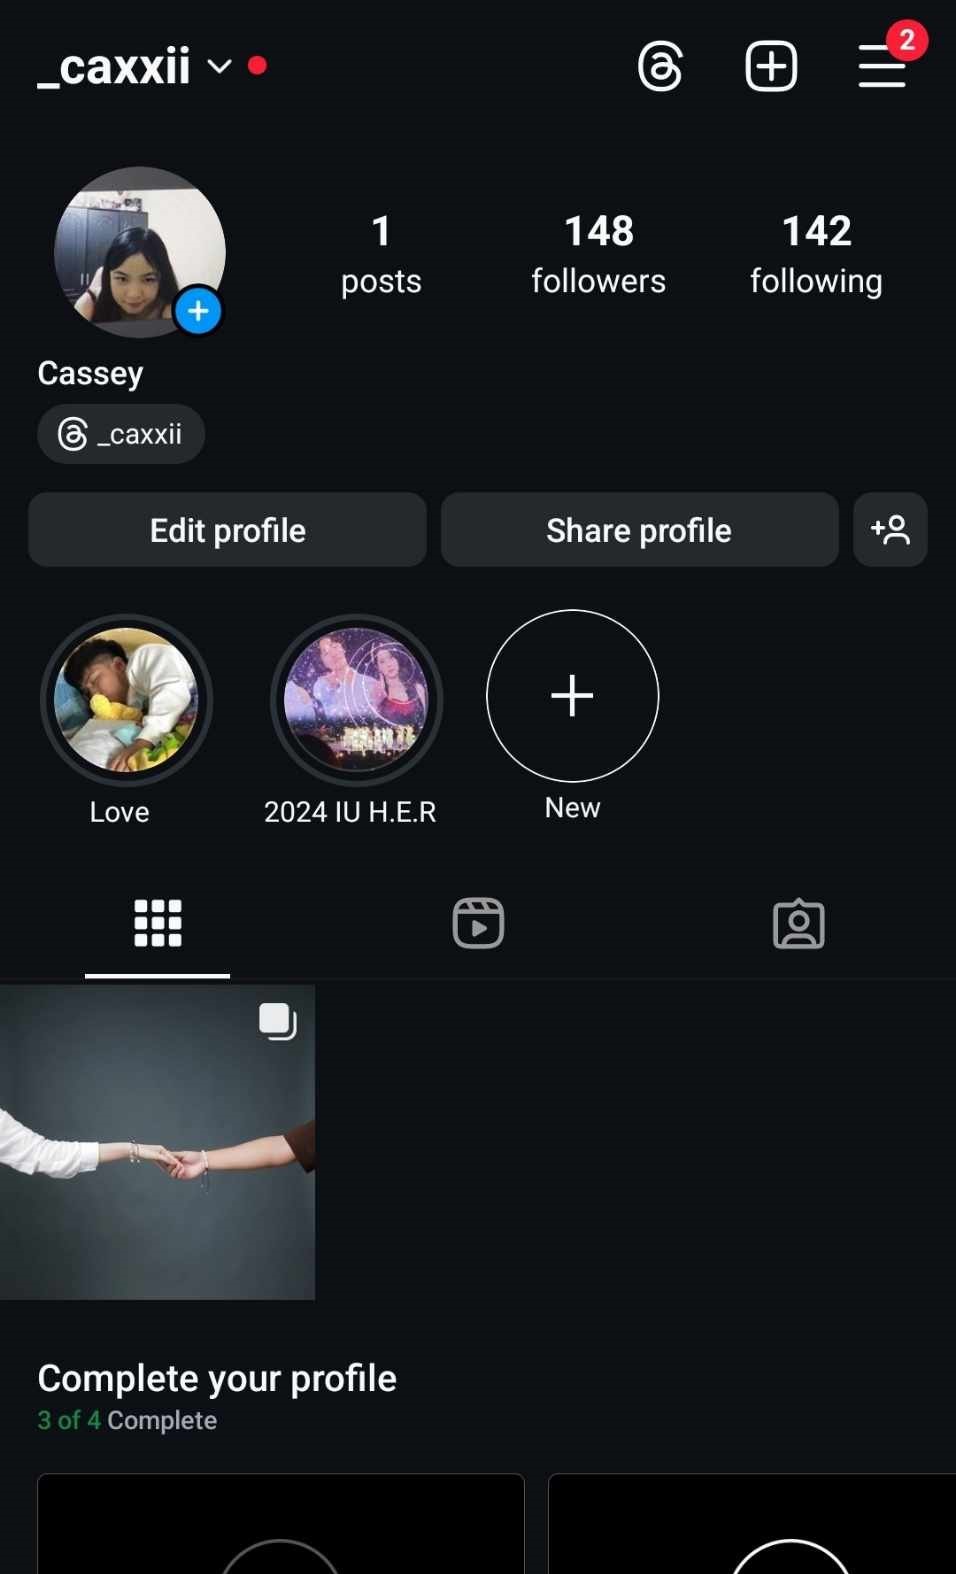 _caxxii
2
1
posts
148
followers
142
following
Cassey
_caxxii
Edit profile
Share profile
Love
2024 IU H.E.R
New
Complete your profile
3 of 4 Complete